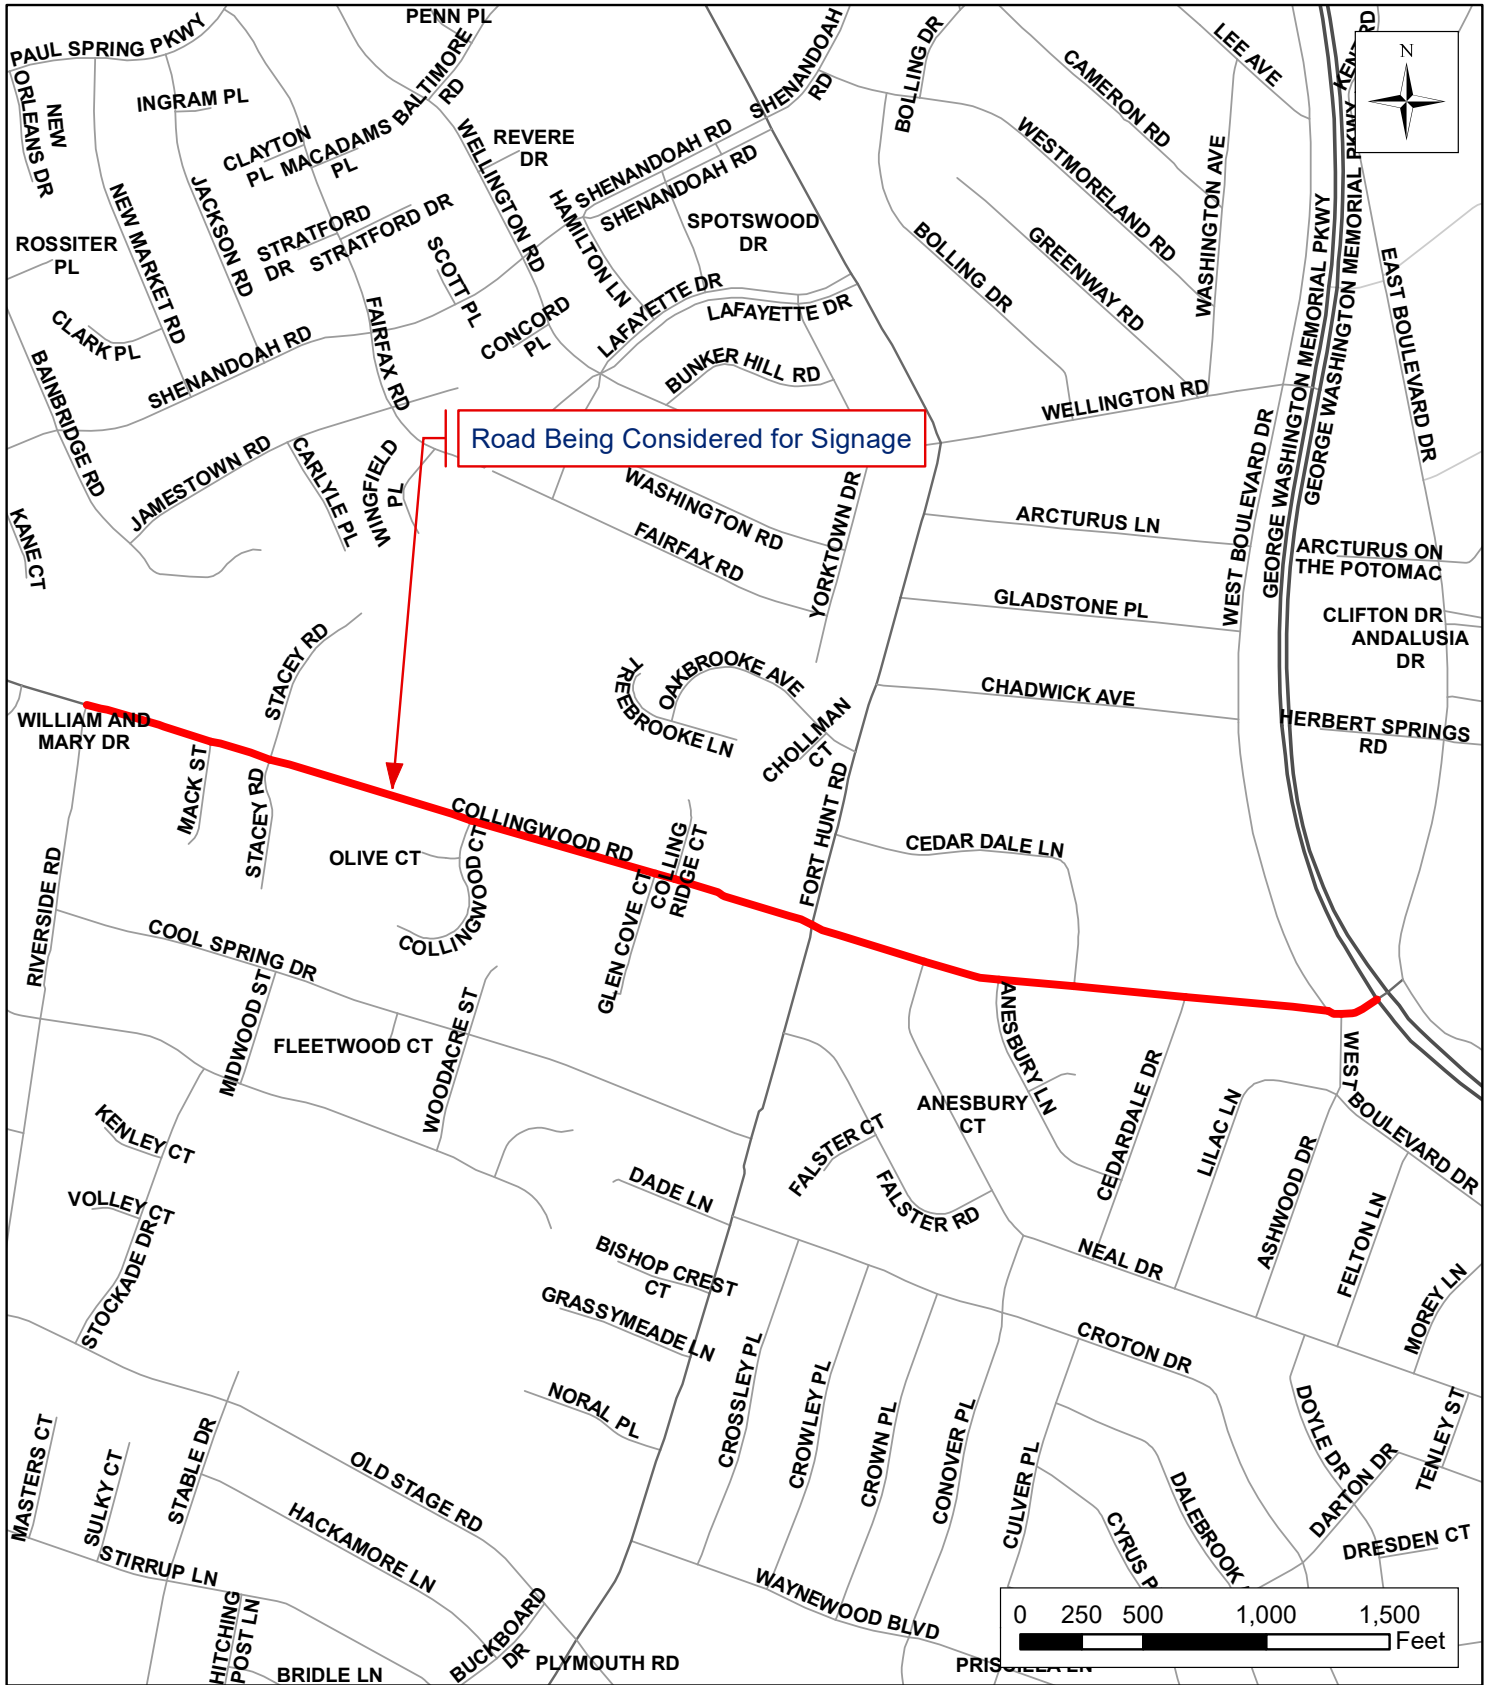 PENN PL
PAUL SPRING PKWY
NEW
ORLEANS DR
INGRAM PL
BALTIMORE
RD
CLAYTON
PL
MACADAMS
PL
REVERE
DR
WELLINGTON RD
SHENANDOAH
RD
SHENANDOAH RD
SHENANDOAH RD
BOLLING DR
CAMERON RD
LEE AVE
N
WESTMORELAND RD
WASHINGTON AVE
GREENWAY RD
BOLLING DR
GEORGE WASHINGTON MEMORIAL PKWY
GEORGE WASHINGTON MEMORIAL PKWY
EAST BOULEVARD DR
NEW MARKET RD
JACKSON RD
STRATFORD
DR
STRATFORD DR
SCOTT PL
HAMILTON LN
SPOTSWOOD
DR
ROSSITER
PL
CLARK PL
BAINBRIDGE RD
SHENANDOAH RD
FAIRFAX RD
CONCORD
PL
LAFAYETTE DR
LAFAYETTE DR
BUNKER HILL RD
WELLINGTON RD
WEST BOULEVARD DR
Road Being Considered for Signage
JAMESTOWN RD
CARLYLE PL
WINGFIELD
PL
KANE CT
WASHINGTON RD
FAIRFAX RD
YORKTOWN DR
ARCTURUS LN
ARCTURUS ON
THE POTOMAC
GLADSTONE PL
CLIFTON DR
ANDALUSIA
DR
STACEY RD
TREEBROOKE LN
OAKBROOKE AVE
CHOLLMAN
CT
CHADWICK AVE
HERBERT SPRINGS
RD
WILLIAM AND
MARY DR
MACK ST
STACEY RD
COLLINGWOOD RD
OLIVE CT
COLLINGWOOD CT
COLLING
RIDGE CT
GLEN COVE CT
FORT HUNT RD
CEDAR DALE LN
RIVERSIDE RD
COOL SPRING DR
MIDWOOD ST
FLEETWOOD CT
WOODACRE ST
ANESBURY LN
ANESBURY
CT
WEST
BOULEVARD DR
CEDARDALE DR
LILAC LN
ASHWOOD DR
FELTON LN
MOREY LN
KENLEY CT
VOLLEY CT
STOCKADE DR
DADE LN
FALSTER CT
FALSTER RD
NEAL DR
BISHOP CREST
CT
GRASSYMEADE LN
CROTON DR
NORAL PL
CROSSLEY PL
CROWLEY PL
CROWN PL
CONOVER PL
CULVER PL
DOYLE DR
DARTON DR
TENLEY ST
DRESDEN CT
DALEBROOK
CYRUS P
MASTERS CT
SULKY CT
STABLE DR
OLD STAGE RD
HACKAMORE LN
STIRRUP LN
HITCHING
POST LN
BRIDLE LN
BUCKBOARD
DR
PLYMOUTH RD
WAYNEWOOD BLVD
PRISCILLA LN
0 250 500 1,000 1,500
Feet